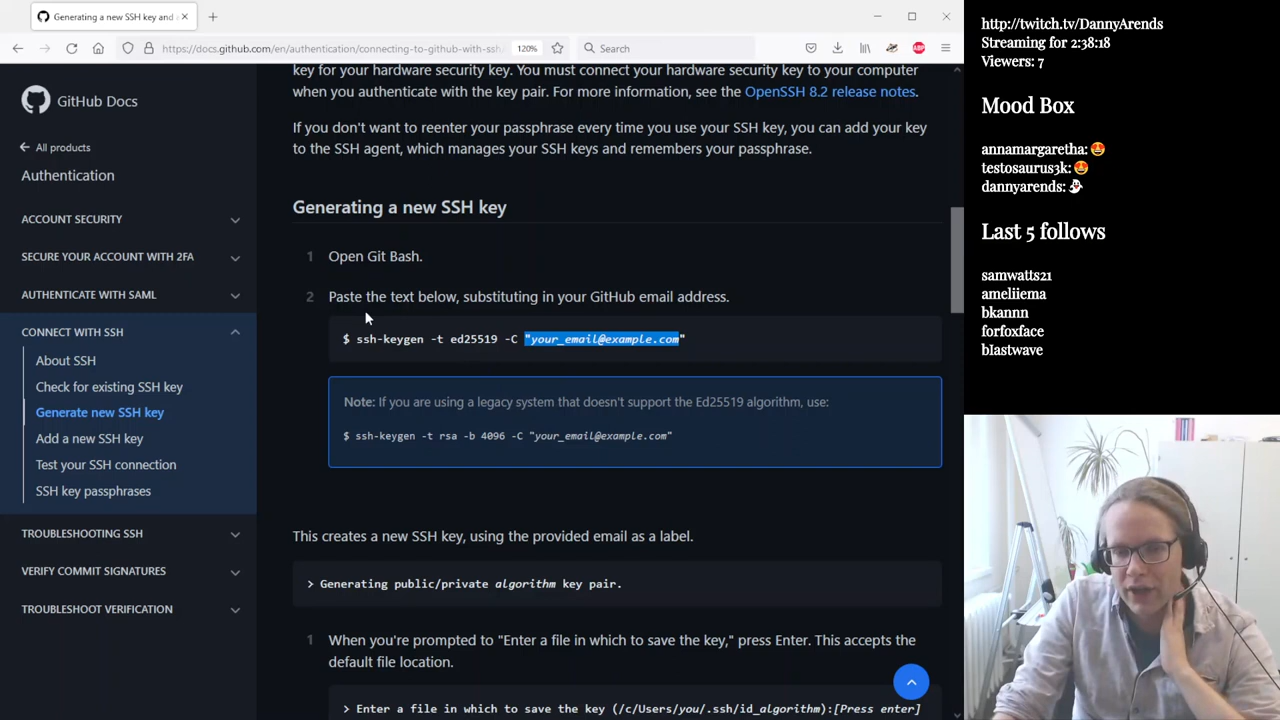 Generating a new SSH key and
https://docs.github.com/en/authentication/connecting-to-github-with-ssh
120%
Search
ABP
GitHub Docs
All products
Authentication
ACCOUNT SECURITY
SECURE YOUR ACCOUNT WITH 2FA
AUTHENTICATE WITH SAML
CONNECT WITH SSH
About SSH
Check for existing SSH key
Generate new SSH key
Add a new SSH key
Test your SSH connection
SSH key passphrases
TROUBLESHOOTING SSH
VERIFY COMMIT SIGNATURES
TROUBLESHOOT VERIFICATION
key for your hardware security key. You must connect your hardware security key to your computer
when you authenticate with the key pair. For more information, see the OpenSSH 8.2 release notes.
If you don't want to reenter your passphrase every time you use your SSH key, you can add your key
to the SSH agent, which manages your SSH keys and remembers your passphrase.
Generating a new SSH key
1 Open Git Bash.
2 Paste the text below, substituting in your GitHub email address.
$ ssh-keygen -t ed25519 -C "your_email@example.com"
Note: If you are using a legacy system that doesn't support the Ed25519 algorithm, use:
$ ssh-keygen -t rsa -b 4096 -C "your_email@example.com"
This creates a new SSH key, using the provided email as a label.
> Generating public/private algorithm key pair.
1 When you're prompted to "Enter a file in which to save the key," press Enter. This accepts the
default file location.
> Enter a file in which to save the key (/c/Users/you/.ssh/id_algorithm):[Press enter]
http://twitch.tv/DannyArends
Streaming for 2:38:18
Viewers: 7
Mood Box
annamargaretha: 🤩
testosaurus3k: 🤩
dannyarends: 👻
Last 5 follows
samwatts21
ameliiema
bkannn
forfoxface
blastwave